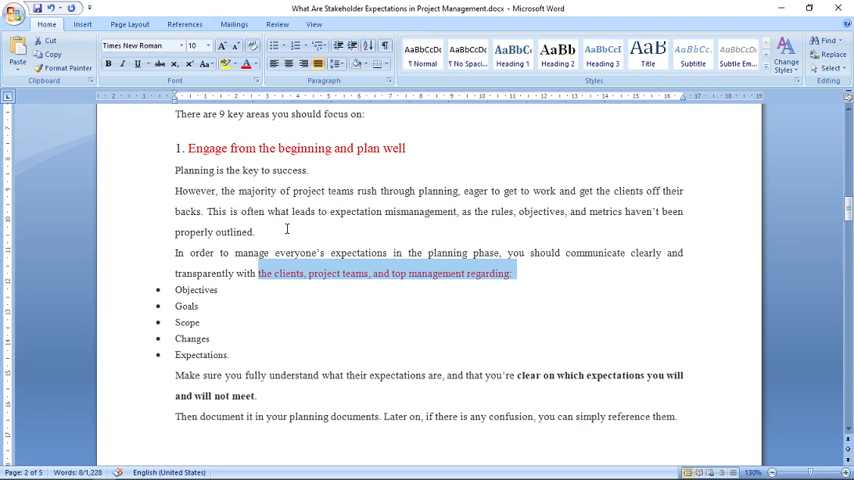 What Are Stakeholder Expectations in Project Management.docx - Microsoft Word
Home Insert Page Layout References Mailings Review View
Cut
Copy
Format Painter
Paste
Clipboard
Times New Roman 10
Font
Paragraph
AaBbCcDc AaBbCcDc AaBbC AaBb AaBbCcD AaB AaBbCcL AaBbCcDc
¶ Normal ¶ No Spaci... Heading 1 Heading 2 Heading 3 Title Subtitle Subtle Em...
Change Styles
Styles
Find
Replace
Select
Editing
There are 9 key areas you should focus on:
1. Engage from the beginning and plan well
Planning is the key to success.
However, the majority of project teams rush through planning, eager to get to work and get the clients off their
backs. This is often what leads to expectation mismanagement, as the rules, objectives, and metrics haven't been
properly outlined.
In order to manage everyone's expectations in the planning phase, you should communicate clearly and
transparently with the clients, project teams, and top management regarding:
• Objectives
• Goals
• Scope
• Changes
• Expectations.
Make sure you fully understand what their expectations are, and that you're clear on which expectations you will
and will not meet.
Then document it in your planning documents. Later on, if there is any confusion, you can simply reference them.
Page: 2 of 5 Words: 8/1,228 English (United States) 130%